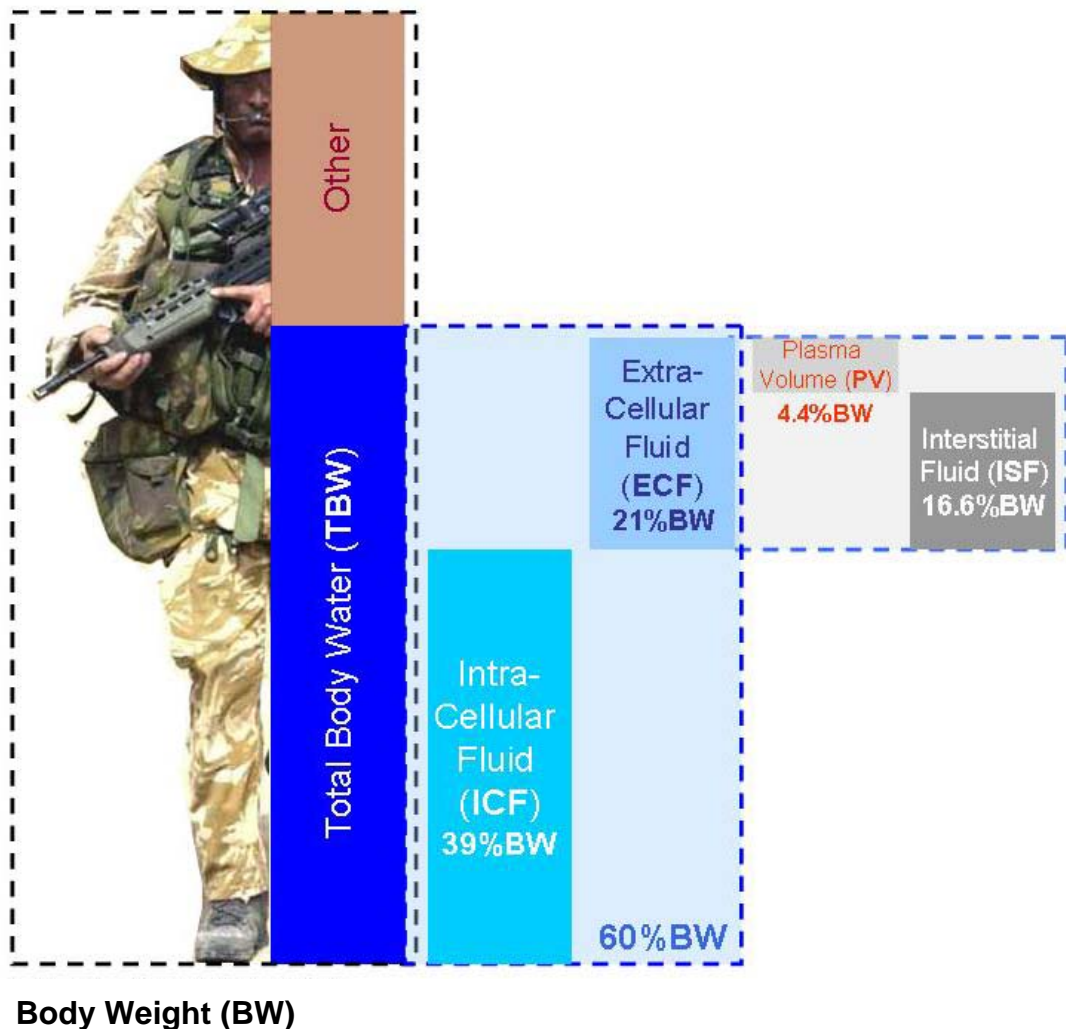 Other
Total Body Water (TBW)
Intra-
Cellular
Fluid
(ICF)
39%BW
Extra-
Cellular
Fluid
(ECF)
21%BW
60%BW
Plasma
Volume (PV)
4.4%BW
Interstitial
Fluid (ISF)
16.6%BW
Body Weight (BW)